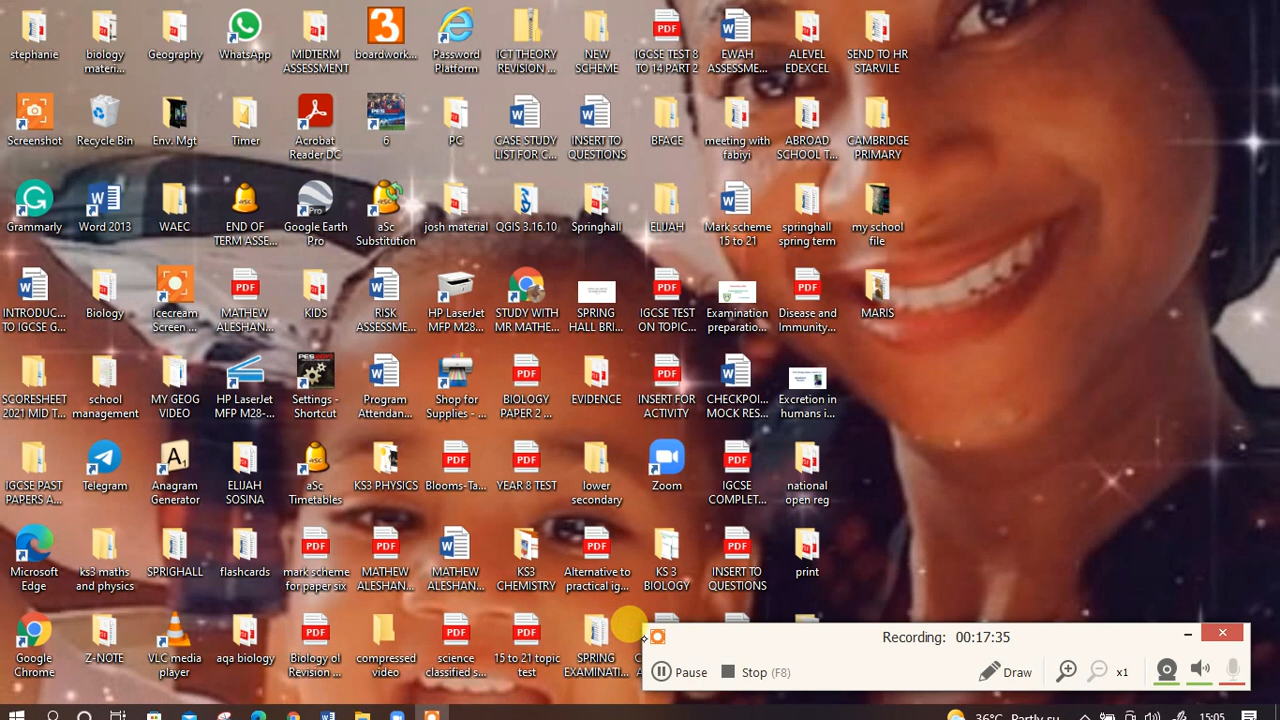 stephanie
biology
materi...
Geography
WhatsApp
MIDTERM
ASSESSMENT
boardwork...
Password
Platform
ICT THEORY
REVISION ...
NEW
SCHEME
IGCSE TEST 8
TO 14 PART 2
EWAH
ASSESSME...
ALEVEL
EDEXCEL
SEND TO HR
STARVILE
Screenshot
Recycle Bin
Env. Mgt
Timer
Acrobat
Reader DC
6
PC
CASE STUDY
LIST FOR C...
INSERT TO
QUESTIONS
BFACE
meeting with
fabiyi
ABROAD
SCHOOL T...
CAMBRIDGE
PRIMARY
Grammarly
Word 2013
WAEC
END OF
TERM ASSE...
Google Earth
Pro
aSc
Substitution
josh material
QGIS 3.16.10
Springhall
ELIJAH
Mark scheme
15 to 21
springhall
spring term
my school
file
INTRODUC...
TO IGCSE G...
Biology
Icecream
Screen ...
MATHEW
ALESHAN...
KIDS
RISK
ASSESSME...
HP LaserJet
MFP M28...
STUDY WITH
MR MATHE...
SPRING
HALL BRI...
IGCSE TEST
ON TOPIC...
Examination
preparatio...
Disease and
Immunity...
MARIS
SCORESHEET
2021 MID T...
school
management
MY GEOG
VIDEO
HP LaserJet
MFP M28-...
Settings -
Shortcut
Program
Attendan...
Shop for
Supplies - ...
BIOLOGY
PAPER 2 ...
EVIDENCE
INSERT FOR
ACTIVITY
CHECKPOI...
MOCK RES...
Excretion in
humans i...
IGCSE PAST
PAPERS A...
Telegram
Anagram
Generator
ELIJAH
SOSINA
aSc
Timetables
KS3 PHYSICS
Blooms-Ta...
YEAR 8 TEST
lower
secondary
Zoom
IGCSE
COMPLET...
national
open reg
Microsoft
Edge
ks3 maths
and physics
SPRIGHALL
flashcards
mark scheme
for paper six
MATHEW
ALESHAN...
MATHEW
ALESHAN...
KS3
CHEMISTRY
Alternative to
practical ig...
KS 3
BIOLOGY
INSERT TO
QUESTIONS
print
Google
Chrome
Z-NOTE
VLC media
player
aqa biology
Biology ol
Revision ...
compressed
video
science
classified s...
15 to 21 topic
test
SPRING
EXAMINATI...
Recording: 00:17:35
Pause
Stop (F8)
Draw
x1
36°C Partly su...
15:05